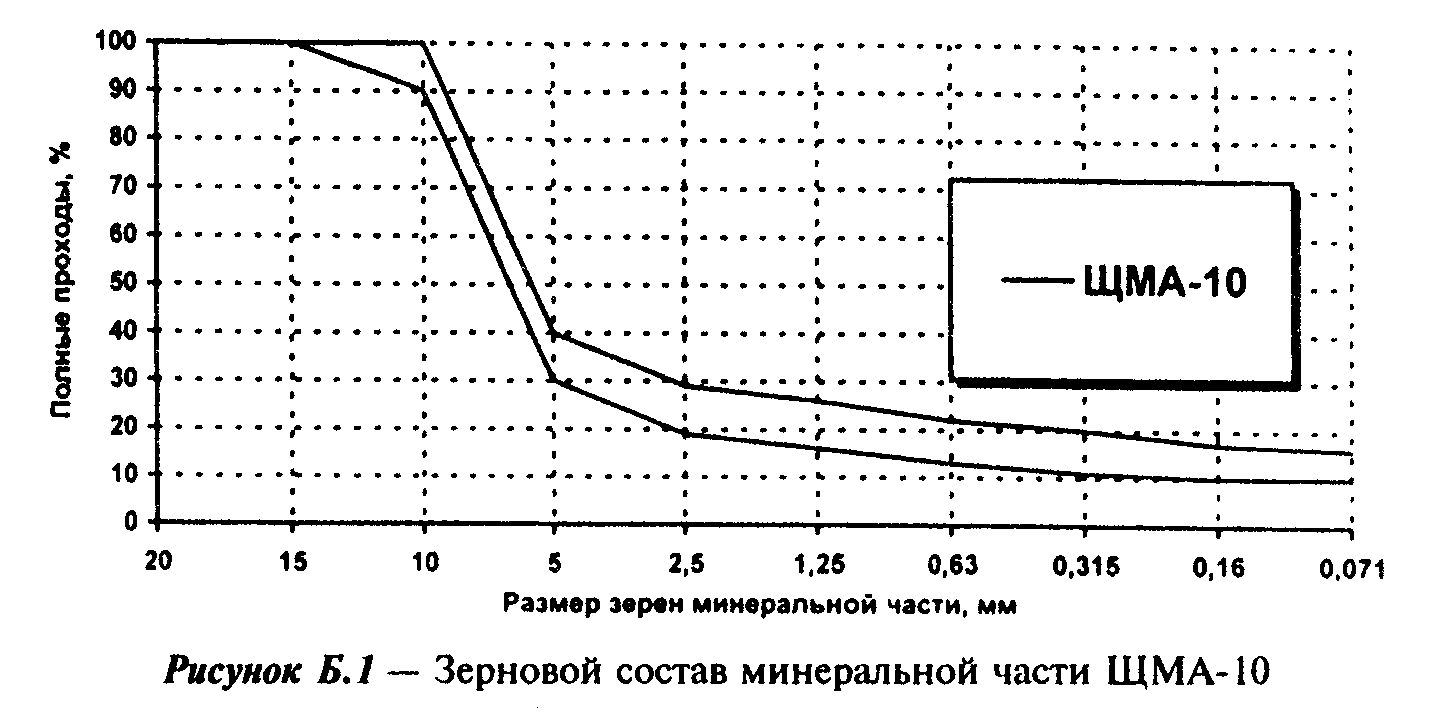 Полные проходы, %
100
90
80
70
60
50
40
30
20
10
0
ЩМА-10
20 15 10 5 2,5 1,25 0,63 0,315 0,16 0,071
Размер зерен минеральной части, мм
Рисунок Б.1 — Зерновой состав минеральной части ЩМА-10